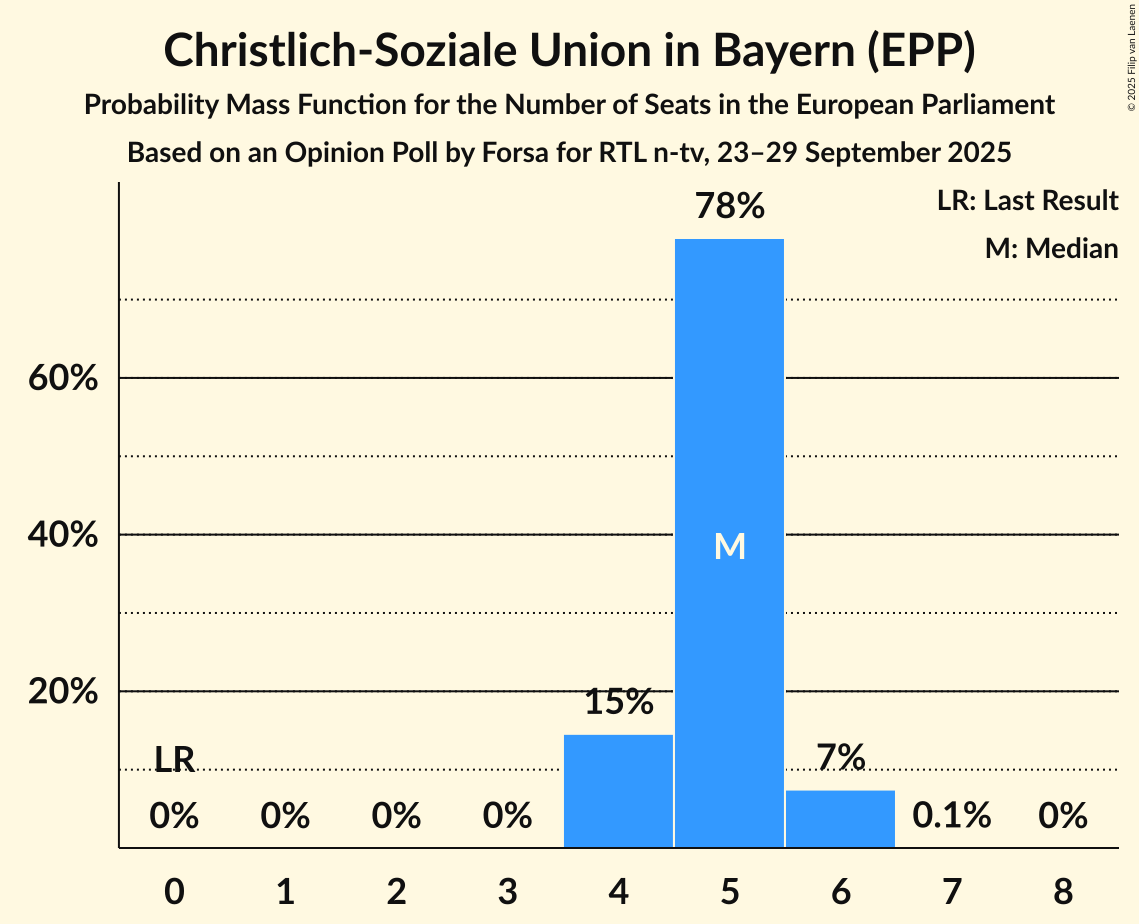 Christlich-Soziale Union in Bayern (EPP)
Probability Mass Function for the Number of Seats in the European Parliament
Based on an Opinion Poll by Forsa for RTL n-tv, 23–29 September 2025
© 2025 Filip van Laenen
LR: Last Result
M: Median
78%
60%
40%
M
20%
15%
LR
7%
0% 0% 0% 0% 0.1% 0%
0 1 2 3 4 5 6 7 8